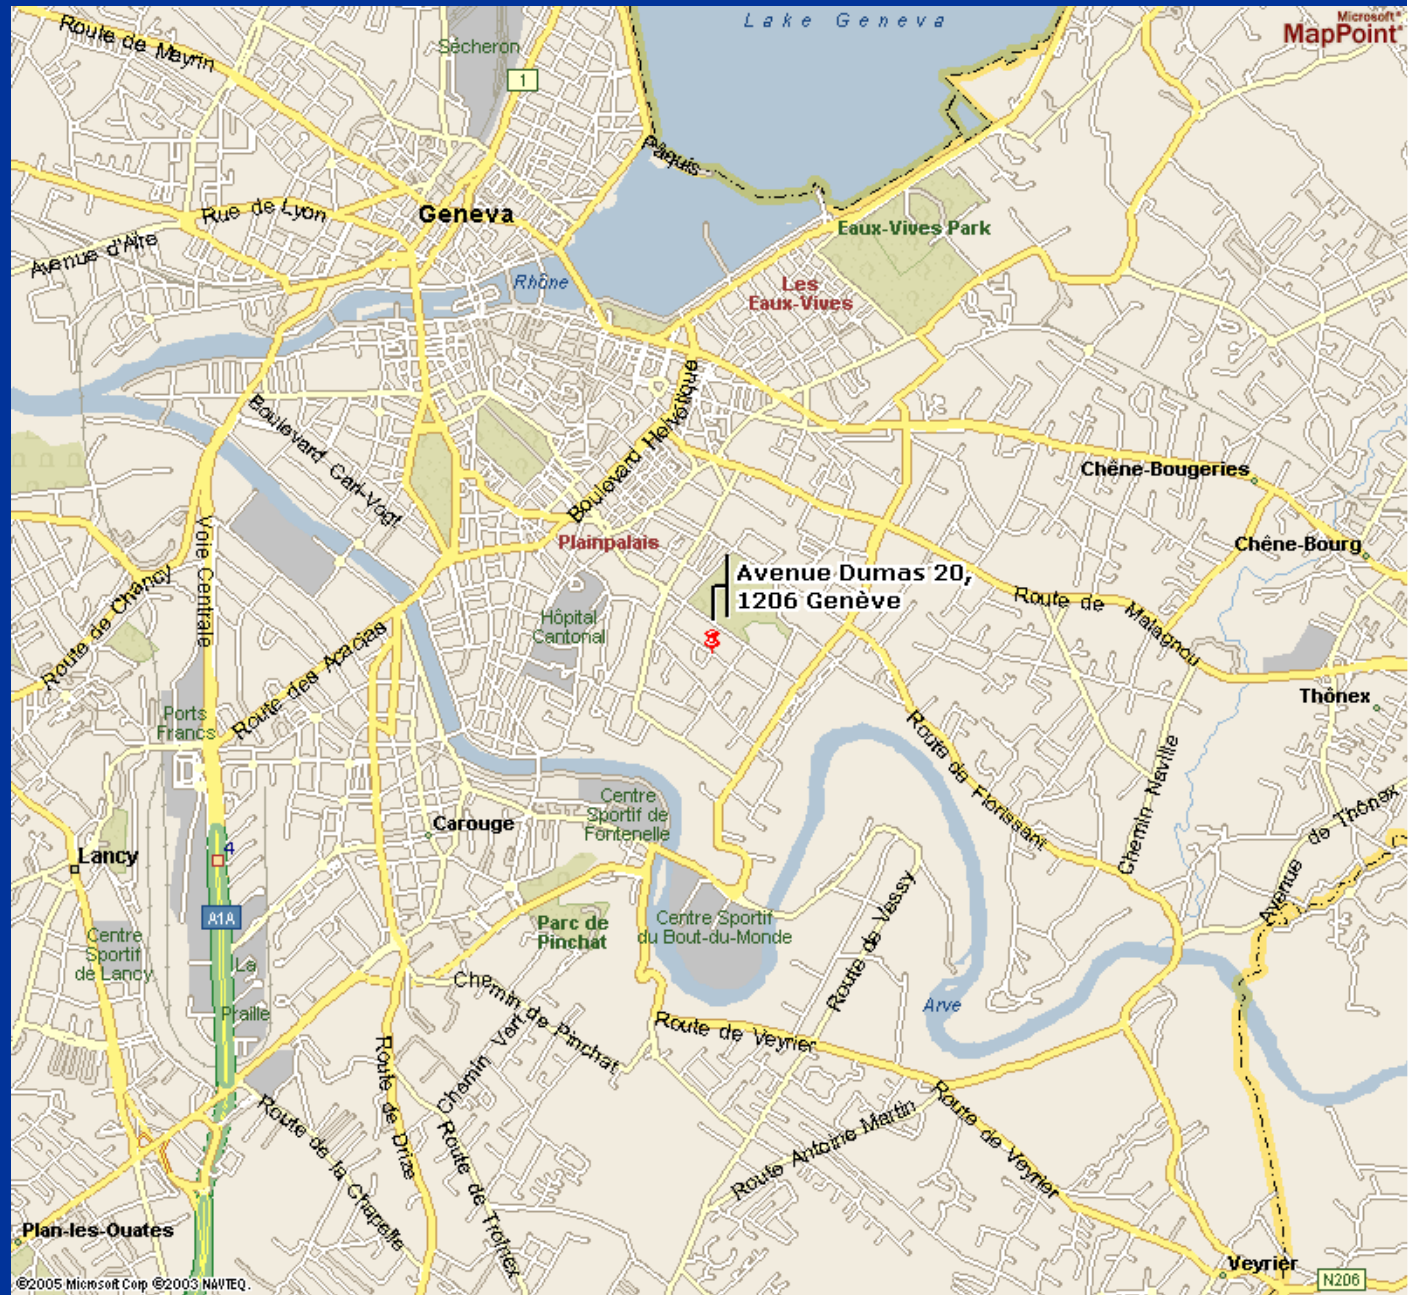 Lake Geneva
Microsoft®
MapPoint®
Route de Meyrin
Sécheron
1
Pâquis
Rue de Lyon
Geneva
Eaux-Vives Park
Avenue d'Aïre
Rhône
Les
Eaux-Vives
Boulevard Helvétique
Boulevard Carl-Vogt
Chêne-Bougeries
Plainpalais
Chêne-Bourg
Voie Centrale
Avenue Dumas 20,
1206 Genève
Route de Chancy
Route de Malagnou
Hôpital
Cantonal
Route des Acacias
Thônex
Ports
Francs
Route de Florissant
Chemin Naville
Centre
Sportif de
Fontenelle
Avenue de Thônex
Carouge
4
Lancy
A1A
Parc de
Pinchat
Centre Sportif
du Bout-du-Monde
Route de Vessy
Centre
Sportif
de Lancy
La
Praille
Chemin de Pinchat
Arve
Chemin Vert
Route de Veyrier
Route de Drize
Route de la Chapelle
Route de Troinex
Route Antoine Martin
Route de Veyrier
Plan-les-Ouates
Veyrier
N206
©2005 Microsoft Corp ©2003 NAVTEQ.